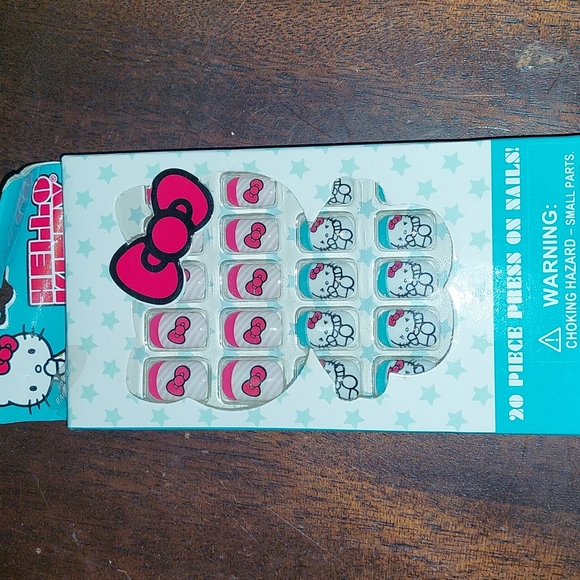 HELLO
KITTY
20 PIECE PRESS ON NAILS!
WARNING:
CHOKING HAZARD – SMALL PARTS